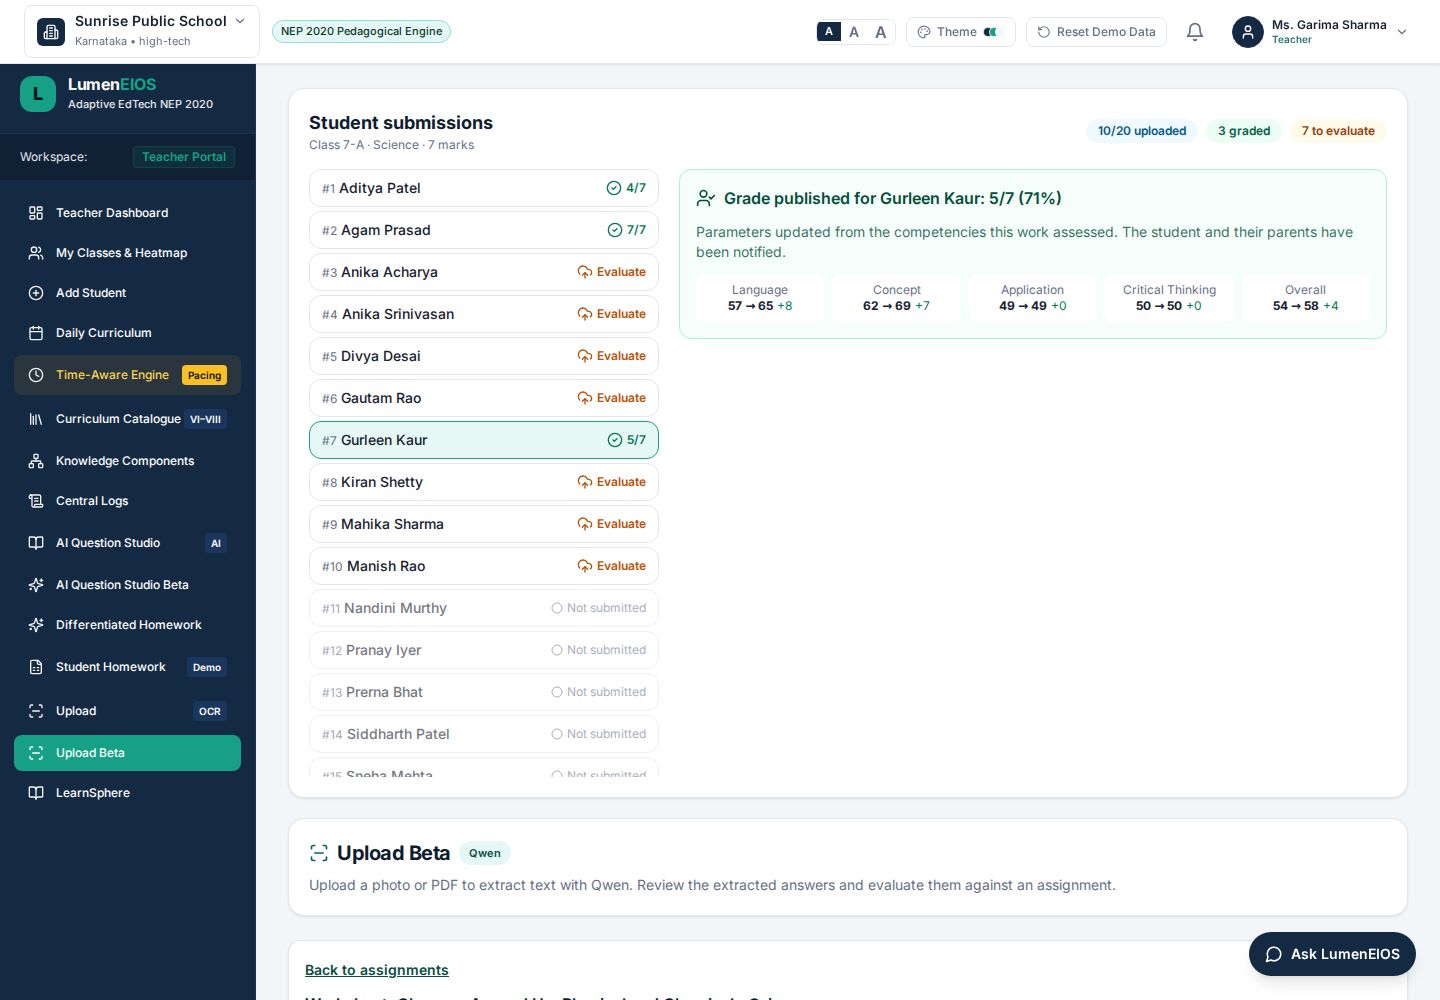 Sunrise Public School
Karnataka • high-tech
NEP 2020 Pedagogical Engine
A A A
Theme
Reset Demo Data
Ms. Garima Sharma
Teacher
L
LumenEIOS
Adaptive EdTech NEP 2020
Workspace:
Teacher Portal
Teacher Dashboard
My Classes & Heatmap
Add Student
Daily Curriculum
Time-Aware Engine Pacing
Curriculum Catalogue VI–VIII
Knowledge Components
Central Logs
AI Question Studio AI
AI Question Studio Beta
Differentiated Homework
Student Homework Demo
Upload OCR
Upload Beta
LearnSphere
Student submissions
Class 7-A · Science · 7 marks
10/20 uploaded
3 graded
7 to evaluate
#1 Aditya Patel 4/7
#2 Agam Prasad 7/7
#3 Anika Acharya Evaluate
#4 Anika Srinivasan Evaluate
#5 Divya Desai Evaluate
#6 Gautam Rao Evaluate
#7 Gurleen Kaur 5/7
#8 Kiran Shetty Evaluate
#9 Mahika Sharma Evaluate
#10 Manish Rao Evaluate
#11 Nandini Murthy Not submitted
#12 Pranay Iyer Not submitted
#13 Prerna Bhat Not submitted
#14 Siddharth Patel Not submitted
#15 Sneha Mehta Not submitted
Grade published for Gurleen Kaur: 5/7 (71%)
Parameters updated from the competencies this work assessed. The student and their parents have
been notified.
Language
57 → 65 +8
Concept
62 → 69 +7
Application
49 → 49 +0
Critical Thinking
50 → 50 +0
Overall
54 → 58 +4
Upload Beta Qwen
Upload a photo or PDF to extract text with Qwen. Review the extracted answers and evaluate them against an assignment.
Back to assignments
Ask LumenEIOS